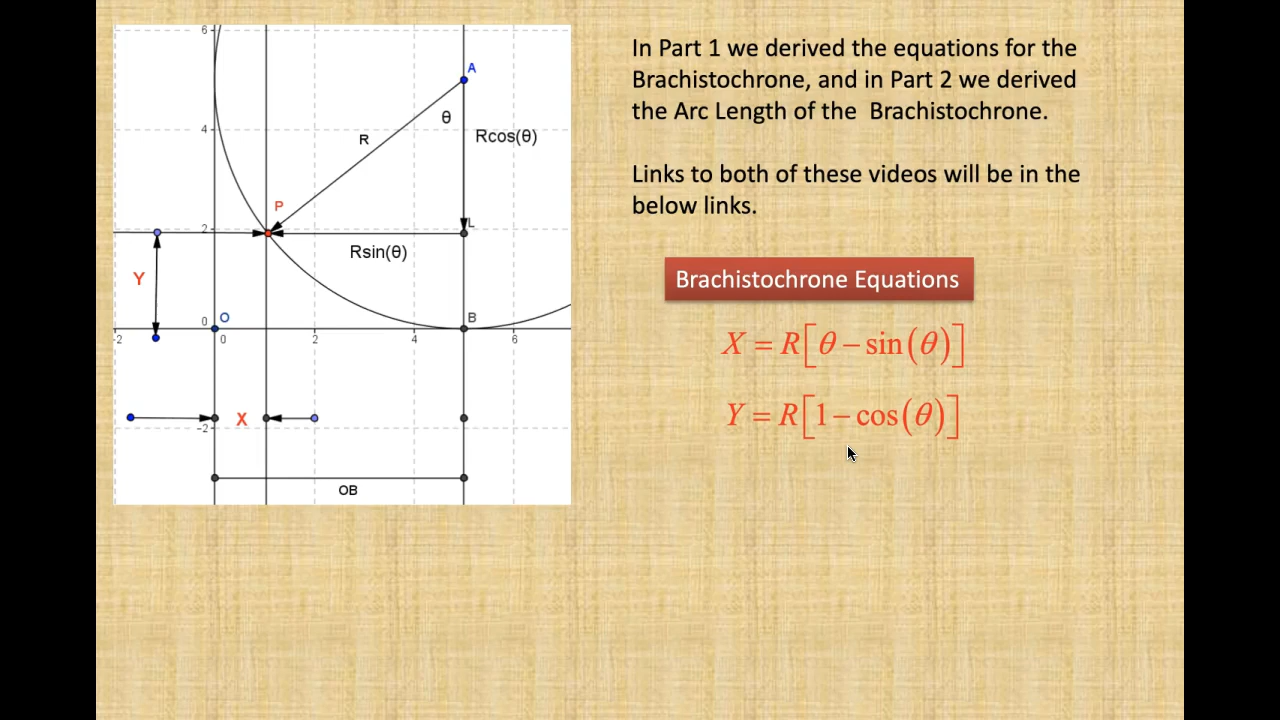 6
A
θ
4
R
Rcos(θ)
P
2
L
Rsin(θ)
Y
0
O
B
-2
0
2
4
6
X
-2
OB
In Part 1 we derived the equations for the
Brachistochrone, and in Part 2 we derived
the Arc Length of the Brachistochrone.
Links to both of these videos will be in the
below links.
Brachistochrone Equations
X = R[θ − sin(θ)]
Y = R[1 − cos(θ)]